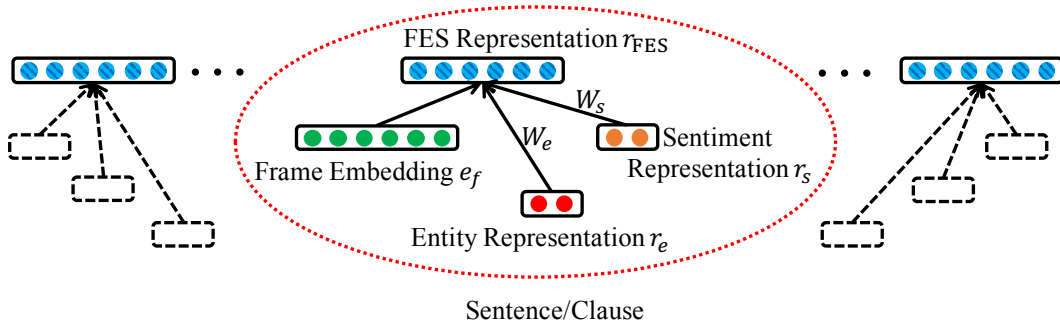 FES Representation r_FES
W_s
W_e
Sentiment
Representation r_s
Frame Embedding e_f
Entity Representation r_e
Sentence/Clause